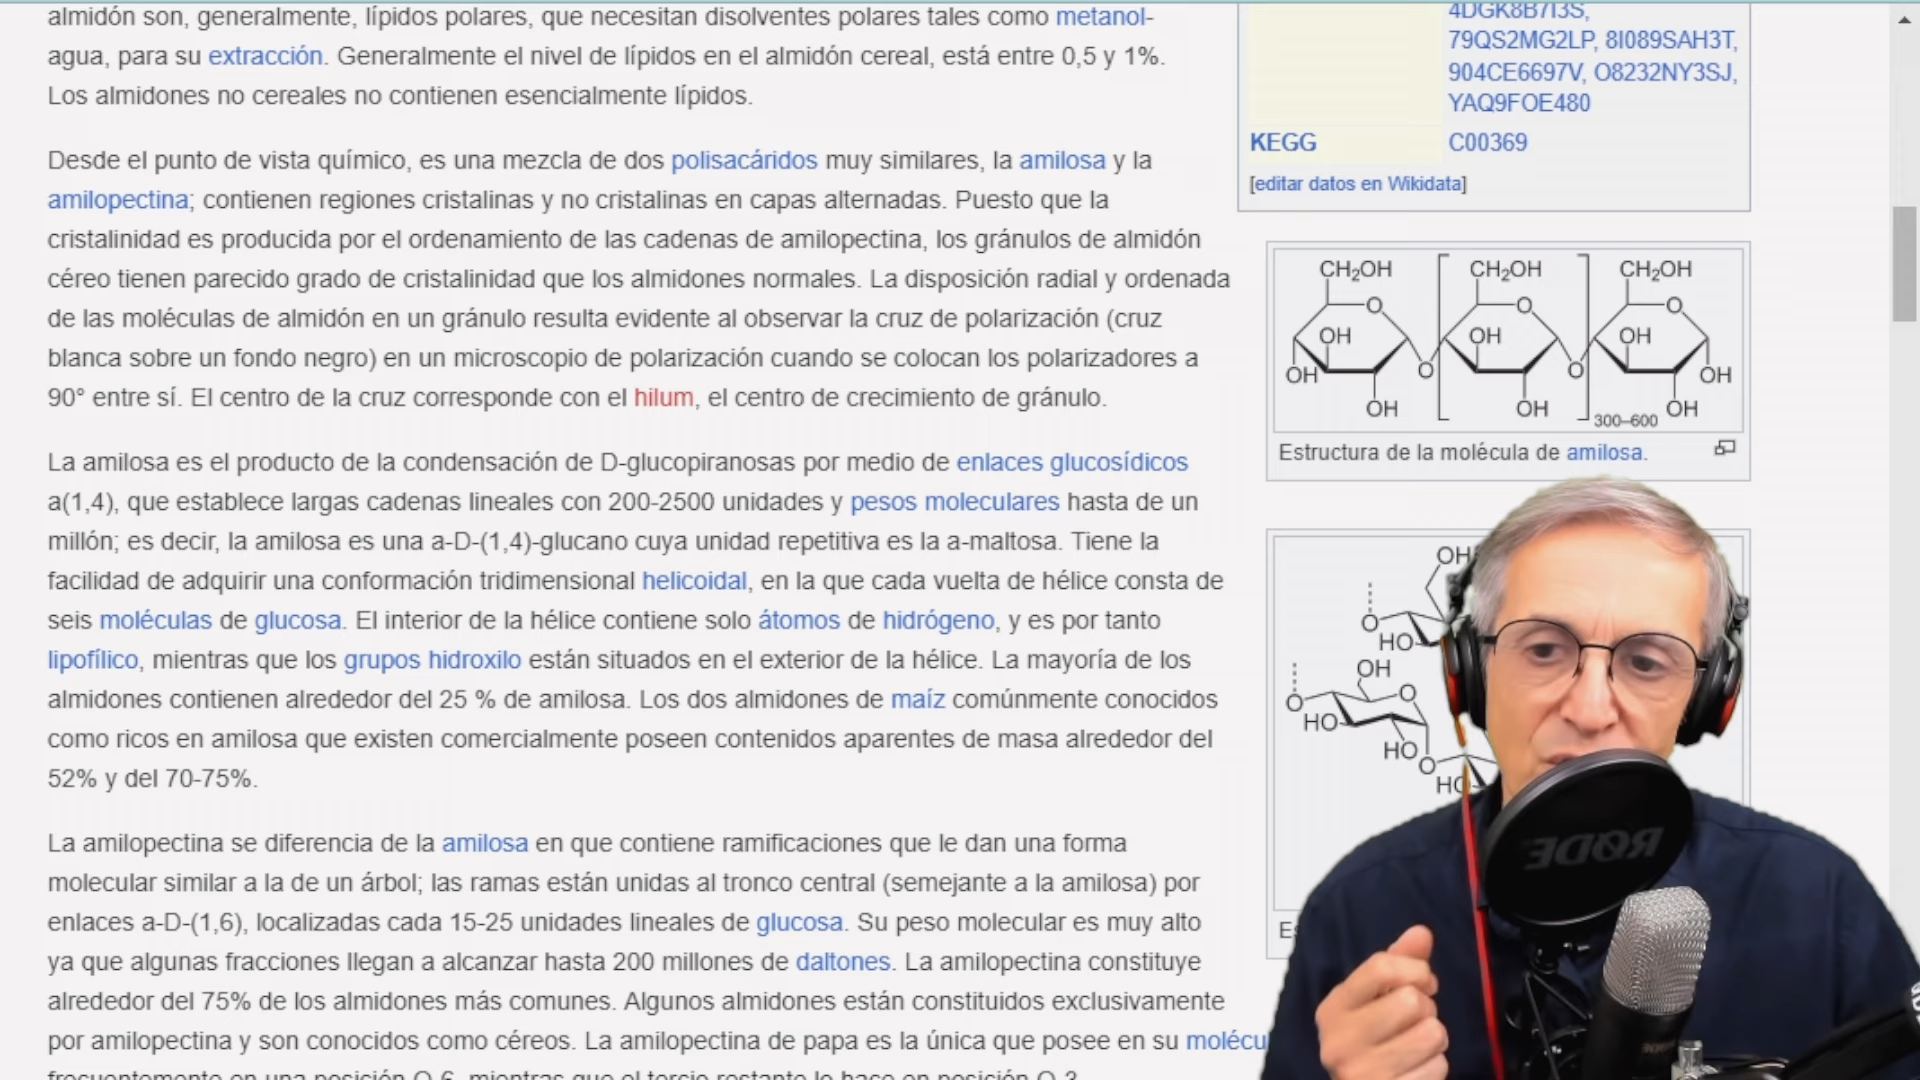 almidón son, generalmente, lípidos polares, que necesitan disolventes polares tales como metanol-
agua, para su extracción. Generalmente el nivel de lípidos en el almidón cereal, está entre 0,5 y 1%.
Los almidones no cereales no contienen esencialmente lípidos.
Desde el punto de vista químico, es una mezcla de dos polisacáridos muy similares, la amilosa y la
amilopectina; contienen regiones cristalinas y no cristalinas en capas alternadas. Puesto que la
cristalinidad es producida por el ordenamiento de las cadenas de amilopectina, los gránulos de almidón
céreo tienen parecido grado de cristalinidad que los almidones normales. La disposición radial y ordenada
de las moléculas de almidón en un gránulo resulta evidente al observar la cruz de polarización (cruz
blanca sobre un fondo negro) en un microscopio de polarización cuando se colocan los polarizadores a
90° entre sí. El centro de la cruz corresponde con el hilum, el centro de crecimiento de gránulo.
La amilosa es el producto de la condensación de D-glucopiranosas por medio de enlaces glucosídicos
a(1,4), que establece largas cadenas lineales con 200-2500 unidades y pesos moleculares hasta de un
millón; es decir, la amilosa es una a-D-(1,4)-glucano cuya unidad repetitiva es la a-maltosa. Tiene la
facilidad de adquirir una conformación tridimensional helicoidal, en la que cada vuelta de hélice consta de
seis moléculas de glucosa. El interior de la hélice contiene solo átomos de hidrógeno, y es por tanto
lipofílico, mientras que los grupos hidroxilo están situados en el exterior de la hélice. La mayoría de los
almidones contienen alrededor del 25 % de amilosa. Los dos almidones de maíz comúnmente conocidos
como ricos en amilosa que existen comercialmente poseen contenidos aparentes de masa alrededor del
52% y del 70-75%.
La amilopectina se diferencia de la amilosa en que contiene ramificaciones que le dan una forma
molecular similar a la de un árbol; las ramas están unidas al tronco central (semejante a la amilosa) por
enlaces a-D-(1,6), localizadas cada 15-25 unidades lineales de glucosa. Su peso molecular es muy alto
ya que algunas fracciones llegan a alcanzar hasta 200 millones de daltones. La amilopectina constituye
alrededor del 75% de los almidones más comunes. Algunos almidones están constituidos exclusivamente
por amilopectina y son conocidos como céreos. La amilopectina de papa es la única que posee en su molécu
frecuentemente en una posición O-6, mientras que el tercio restante lo hace en posición O-3.
4DGK8B7I3S,
79QS2MG2LP, 8I089SAH3T,
904CE6697V, O8232NY3SJ,
YAQ9FOE480
KEGG C00369
[editar datos en Wikidata]
CH₂OH CH₂OH CH₂OH
O O O
OH OH OH
OH O O OH
OH OH OH
300–600
Estructura de la molécula de amilosa.
OH
O
HO
OH
O O
HO
HO
O
HO
RØDE
RØDE